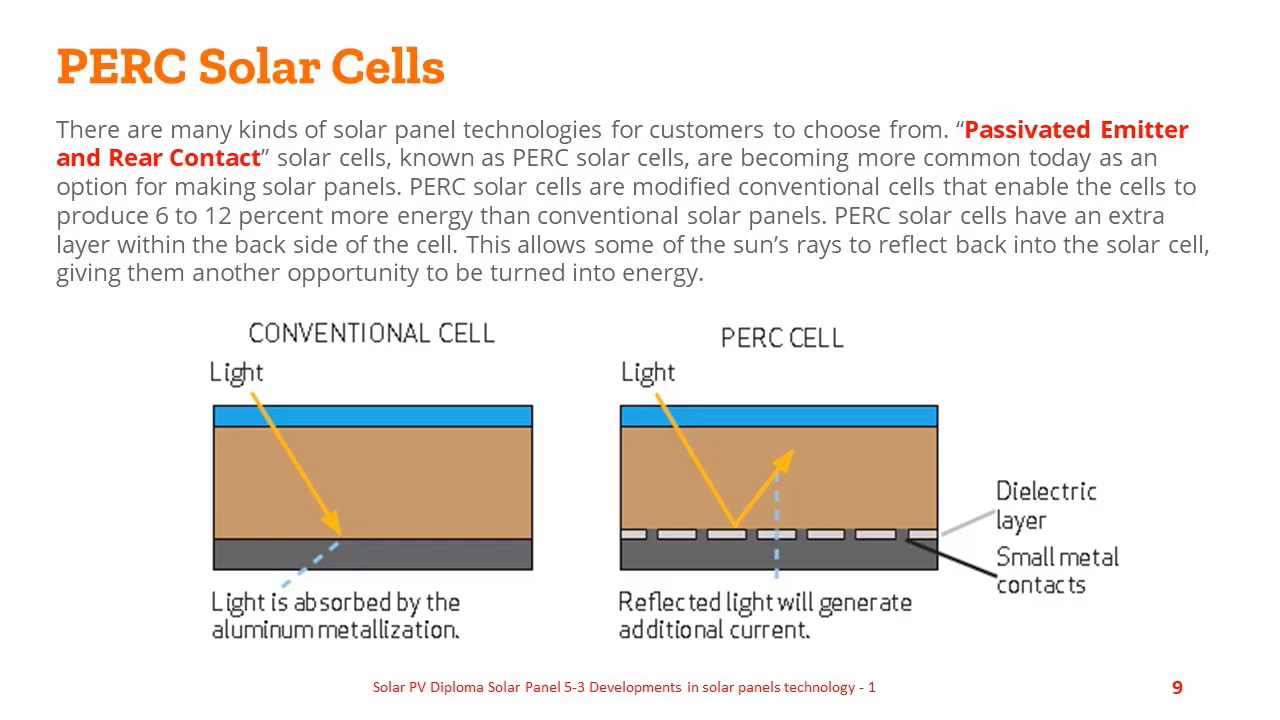 PERC Solar Cells
There are many kinds of solar panel technologies for customers to choose from. “Passivated Emitter
and Rear Contact” solar cells, known as PERC solar cells, are becoming more common today as an
option for making solar panels. PERC solar cells are modified conventional cells that enable the cells to
produce 6 to 12 percent more energy than conventional solar panels. PERC solar cells have an extra
layer within the back side of the cell. This allows some of the sun’s rays to reflect back into the solar cell,
giving them another opportunity to be turned into energy.
CONVENTIONAL CELL
Light
Light is absorbed by the
aluminum metallization.
PERC CELL
Light
Dielectric
layer
Small metal
contacts
Reflected light will generate
additional current.
Solar PV Diploma Solar Panel 5-3 Developments in solar panels technology - 1
9